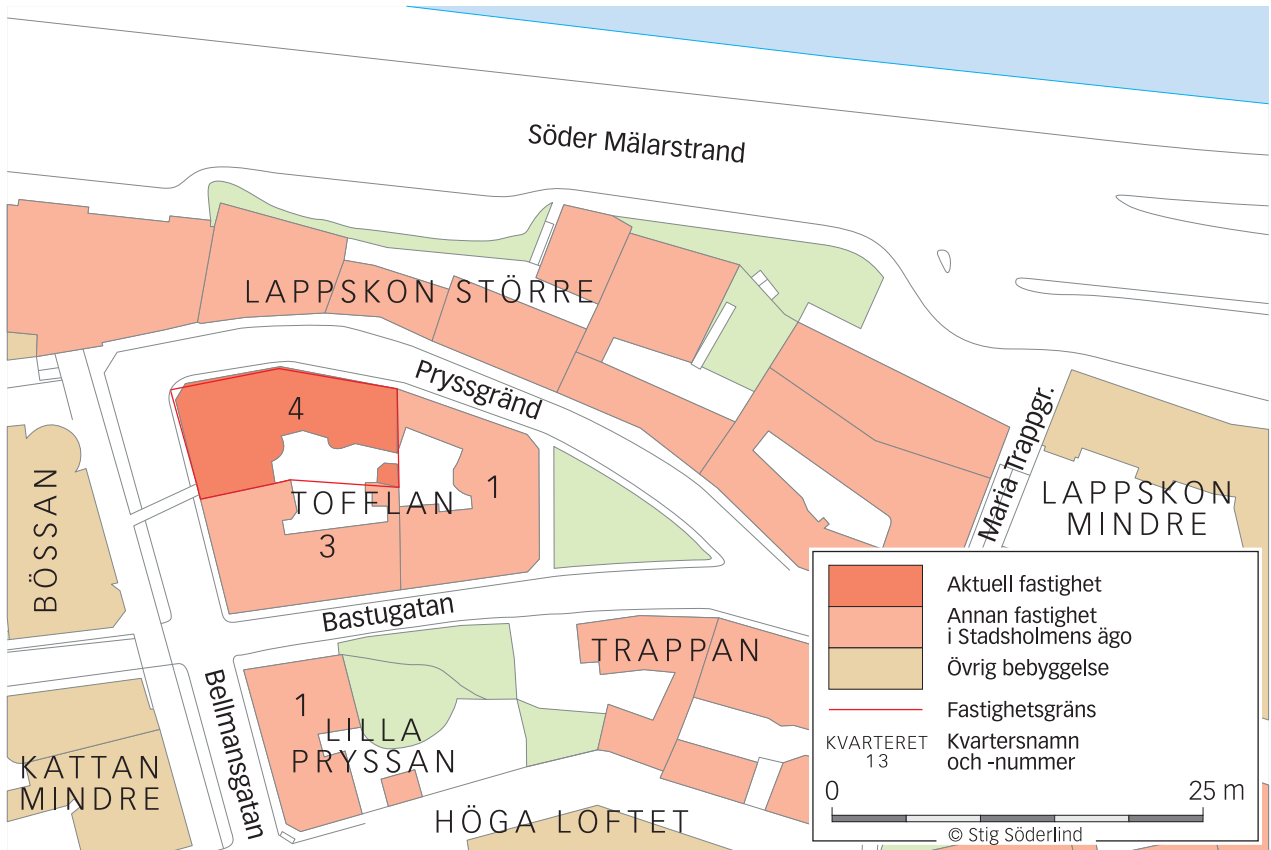 Söder Mälarstrand
LAPPSKON STÖRRE
Pryssgränd
4
TOFFLAN
1
3
BÖSSAN
Maria Trappgr.
LAPPSKON
MINDRE
Bastugatan
TRAPPAN
Bellmansgatan
1
LILLA
PRYSSAN
KATTAN
MINDRE
HÖGA LOFTET
Aktuell fastighet
Annan fastighet
i Stadsholmens ägo
Övrig bebyggelse
Fastighetsgräns
KVARTERET
13
Kvartersnamn
och -nummer
0 25 m
© Stig Söderlind